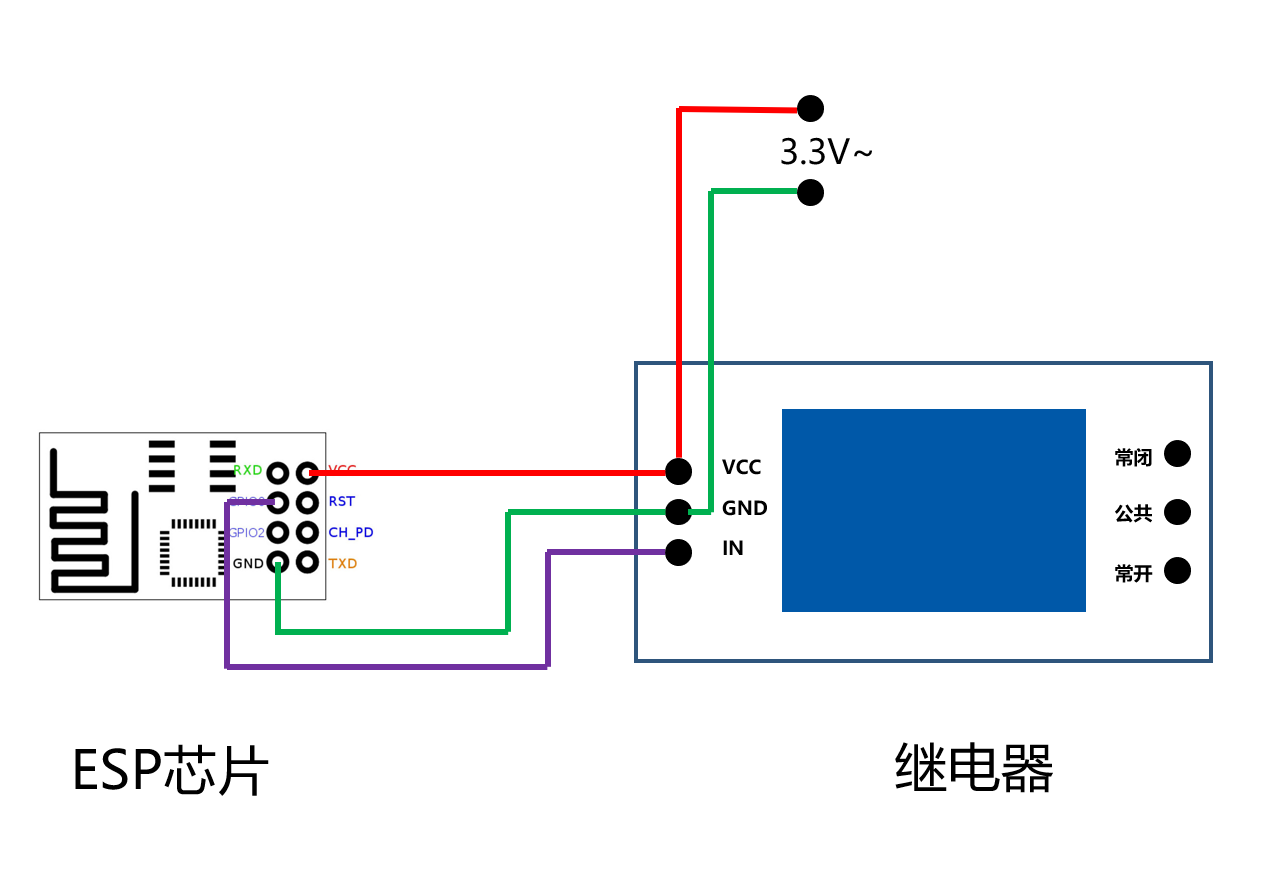 3.3V~
RXD
VCC
GPIO0
RST
GPIO2
CH_PD
GND
TXD
VCC
GND
IN
常闭
公共
常开
ESP芯片
继电器